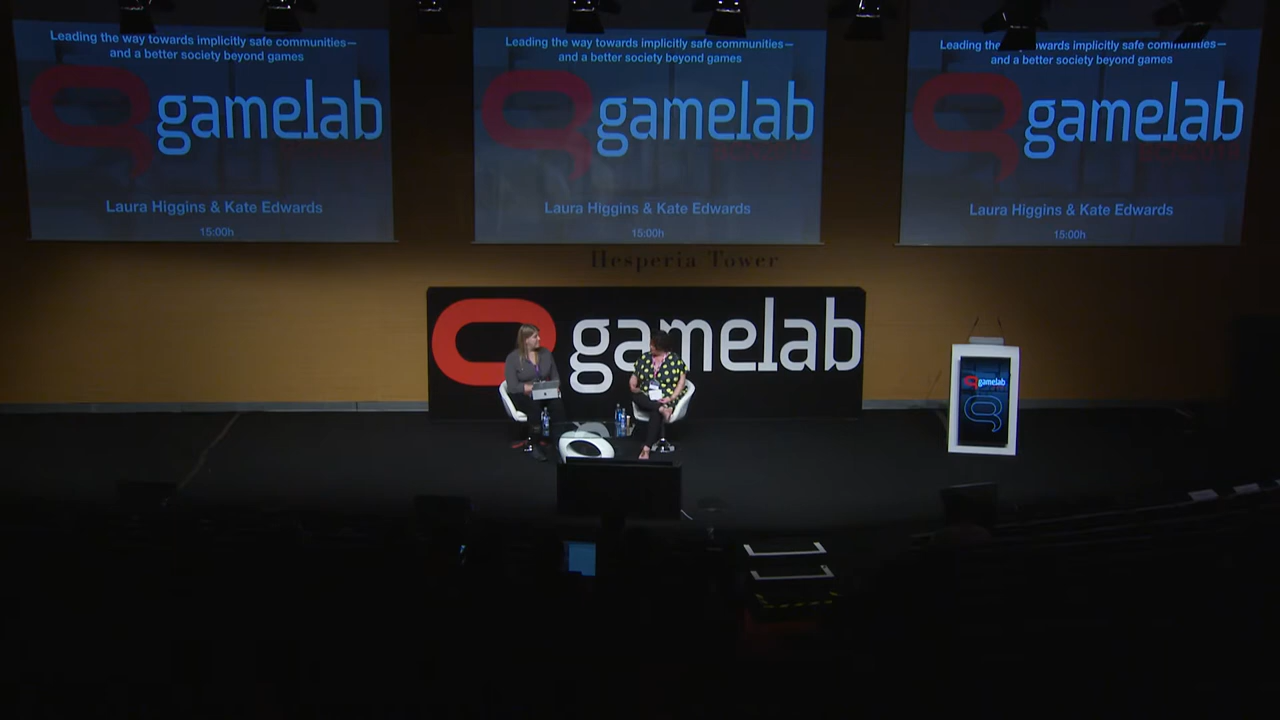 Leading the way towards implicitly safe communities—
and a better society beyond games
gamelab
Laura Higgins & Kate Edwards
15:00h
Leading the way towards implicitly safe communities—
and a better society beyond games
gamelab
Laura Higgins & Kate Edwards
15:00h
Leading the way towards implicitly safe communities—
and a better society beyond games
gamelab
Laura Higgins & Kate Edwards
15:00h
Hesperia Tower
gamelab
gamelab